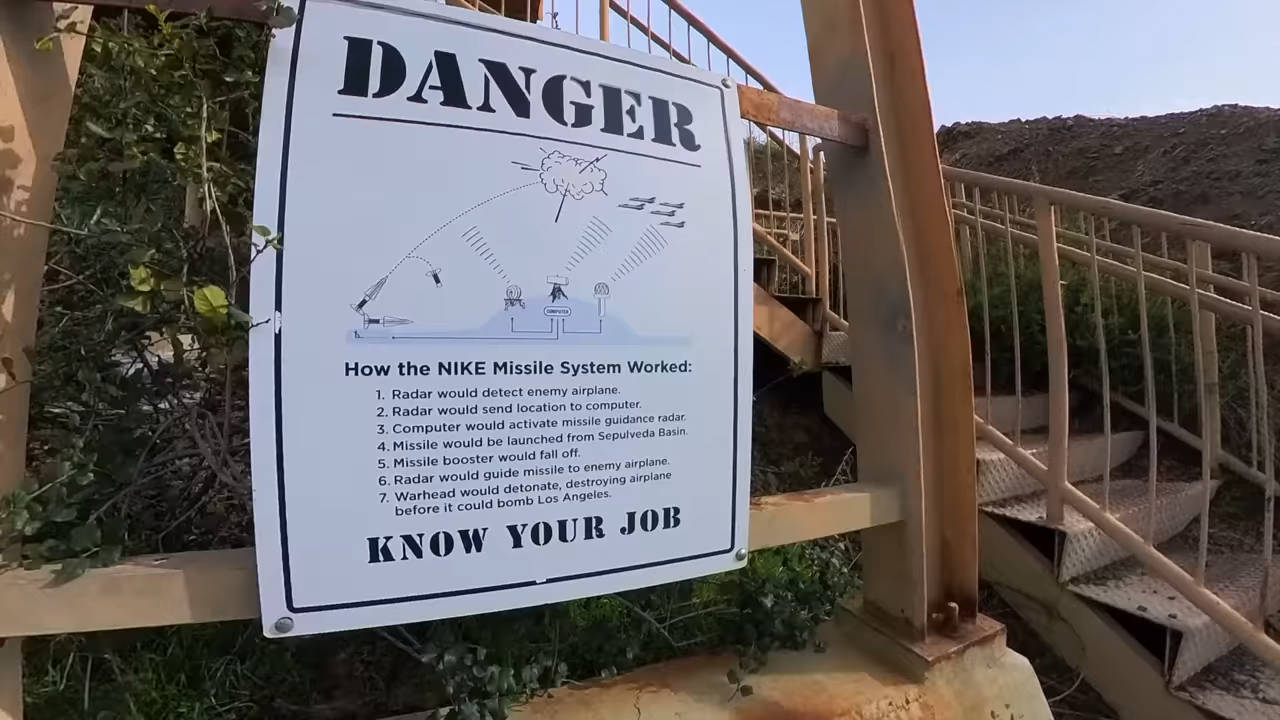 DANGER
COMPUTER
How the NIKE Missile System Worked:
1. Radar would detect enemy airplane.
2. Radar would send location to computer.
3. Computer would activate missile guidance radar.
4. Missile would be launched from Sepulveda Basin.
5. Missile booster would fall off.
6. Radar would guide missile to enemy airplane.
7. Warhead would detonate, destroying airplane
before it could bomb Los Angeles.
KNOW YOUR JOB